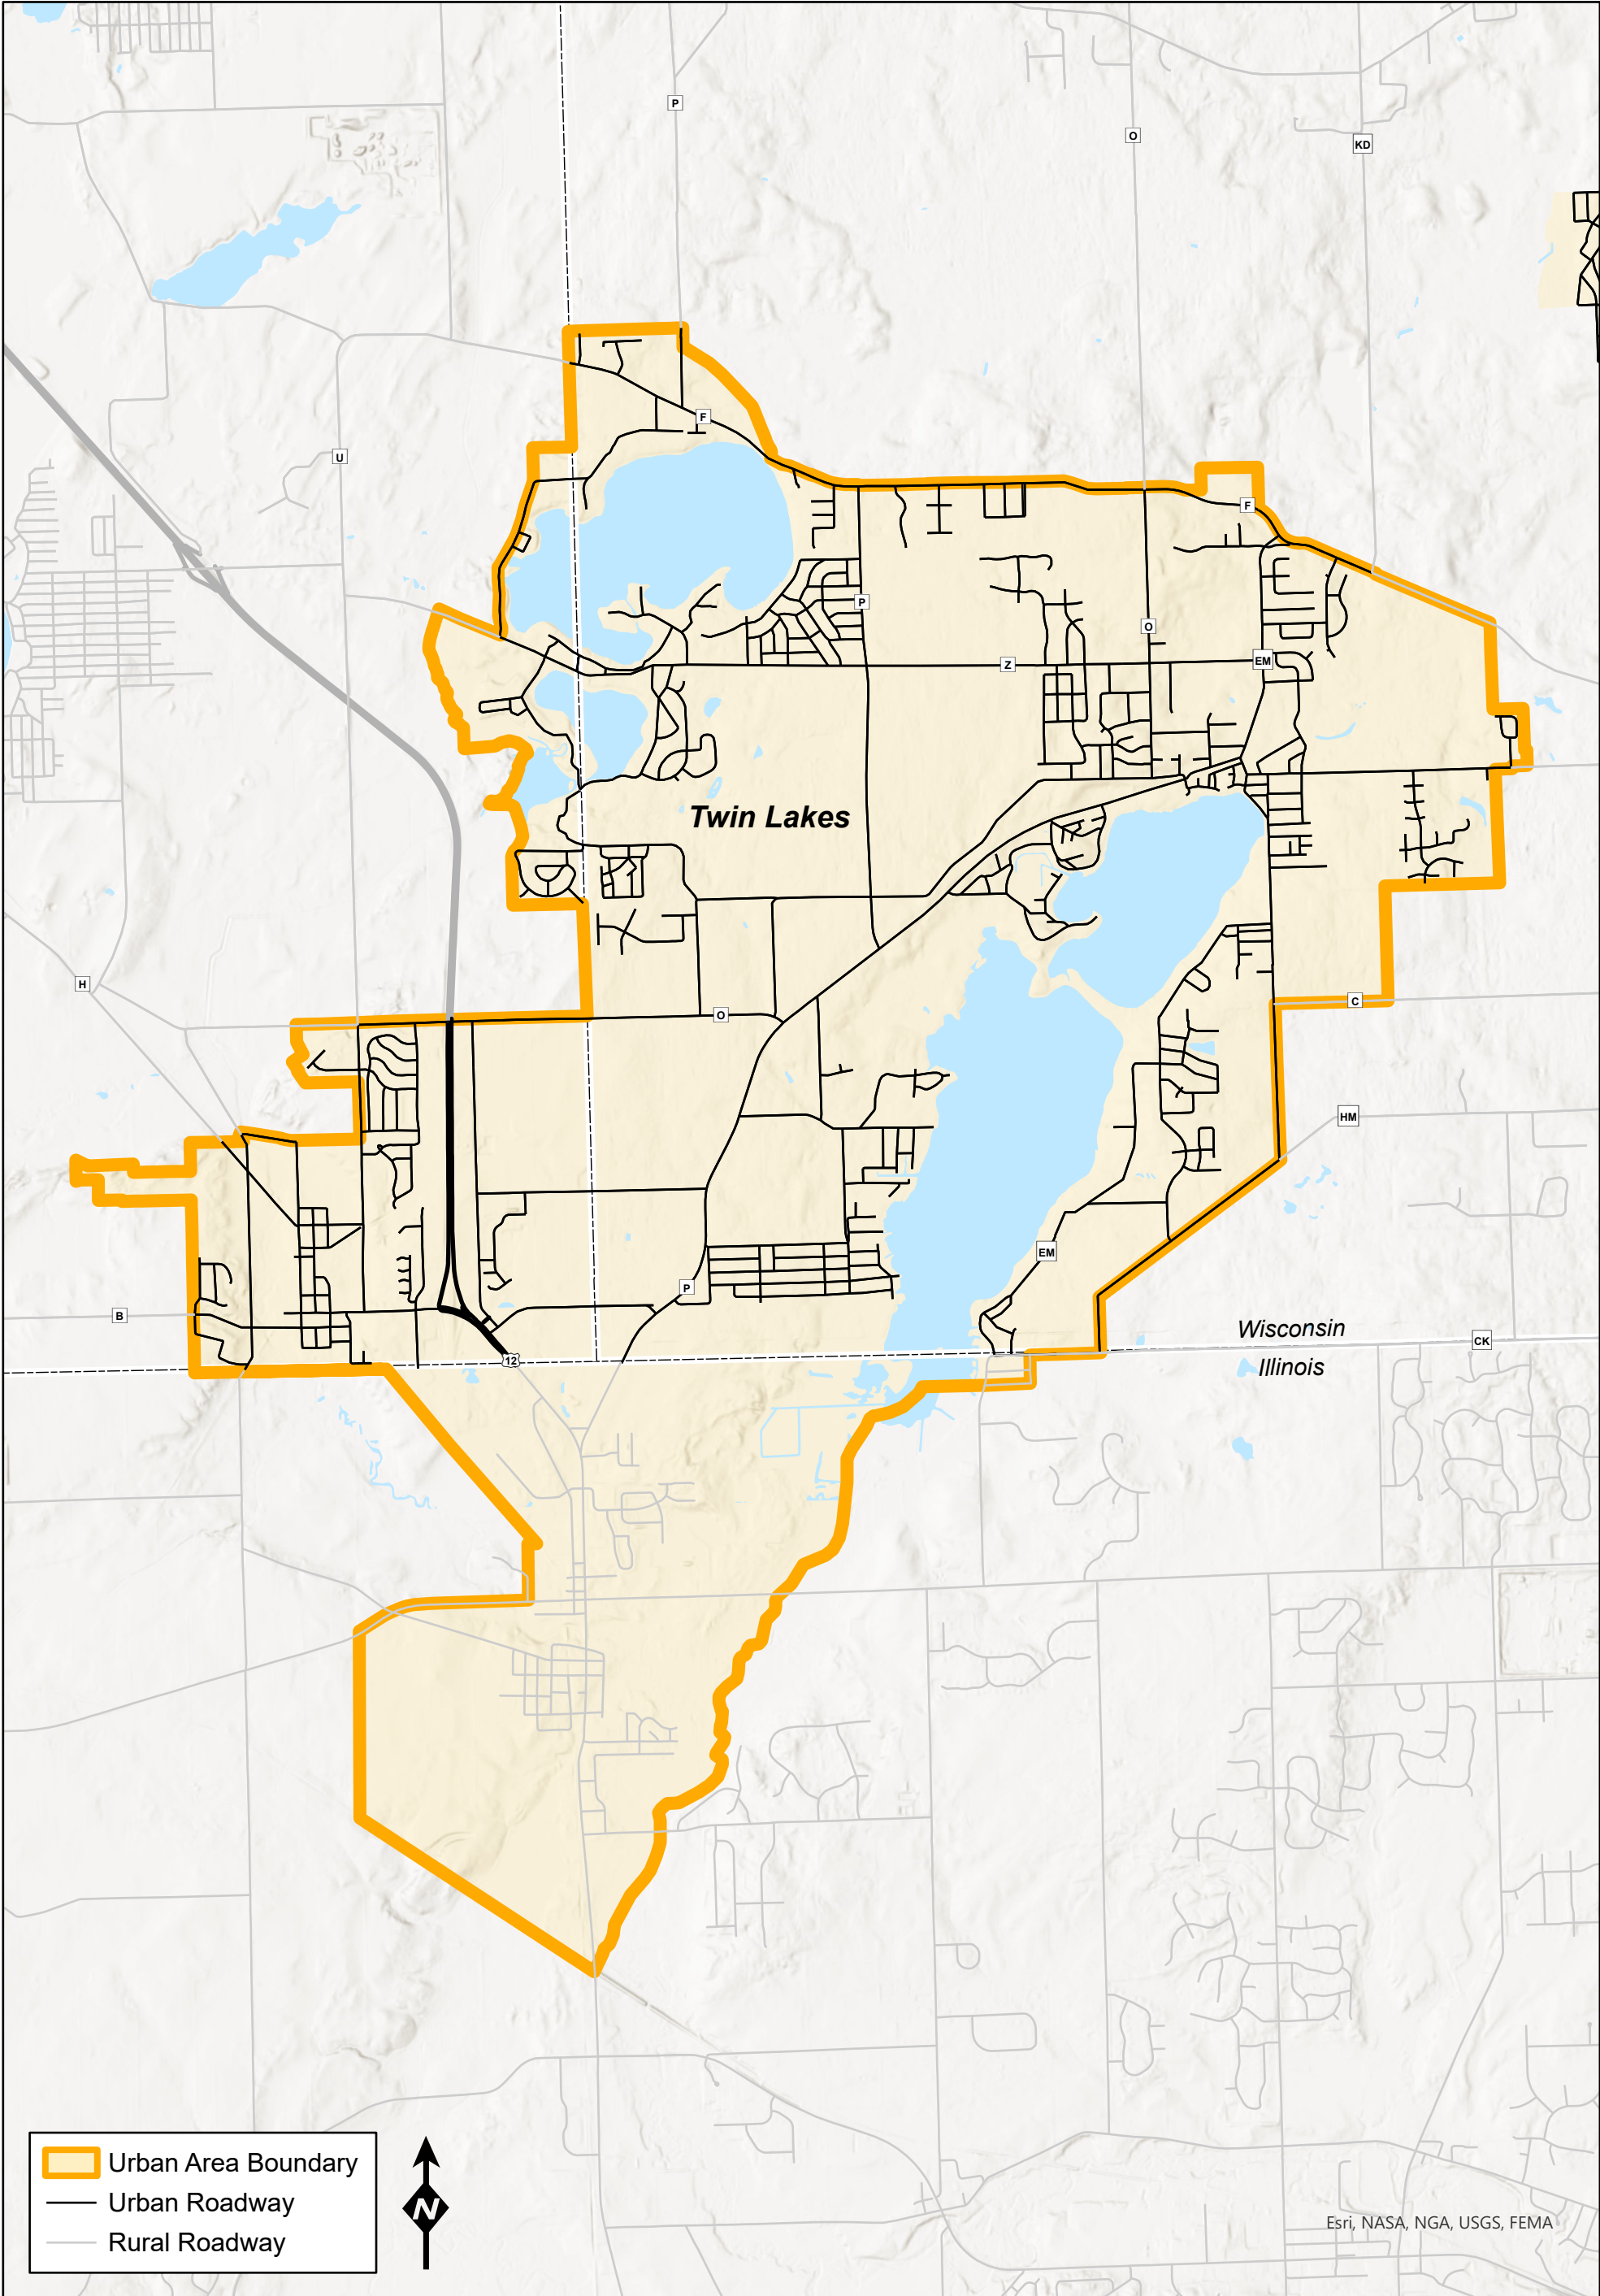 P
O
KD
F
U
F
P
O
Z
EM
Twin Lakes
H
C
O
HM
EM
P
B
Wisconsin
CK
12
Illinois
Urban Area Boundary
Urban Roadway
Rural Roadway
N
Esri, NASA, NGA, USGS, FEMA